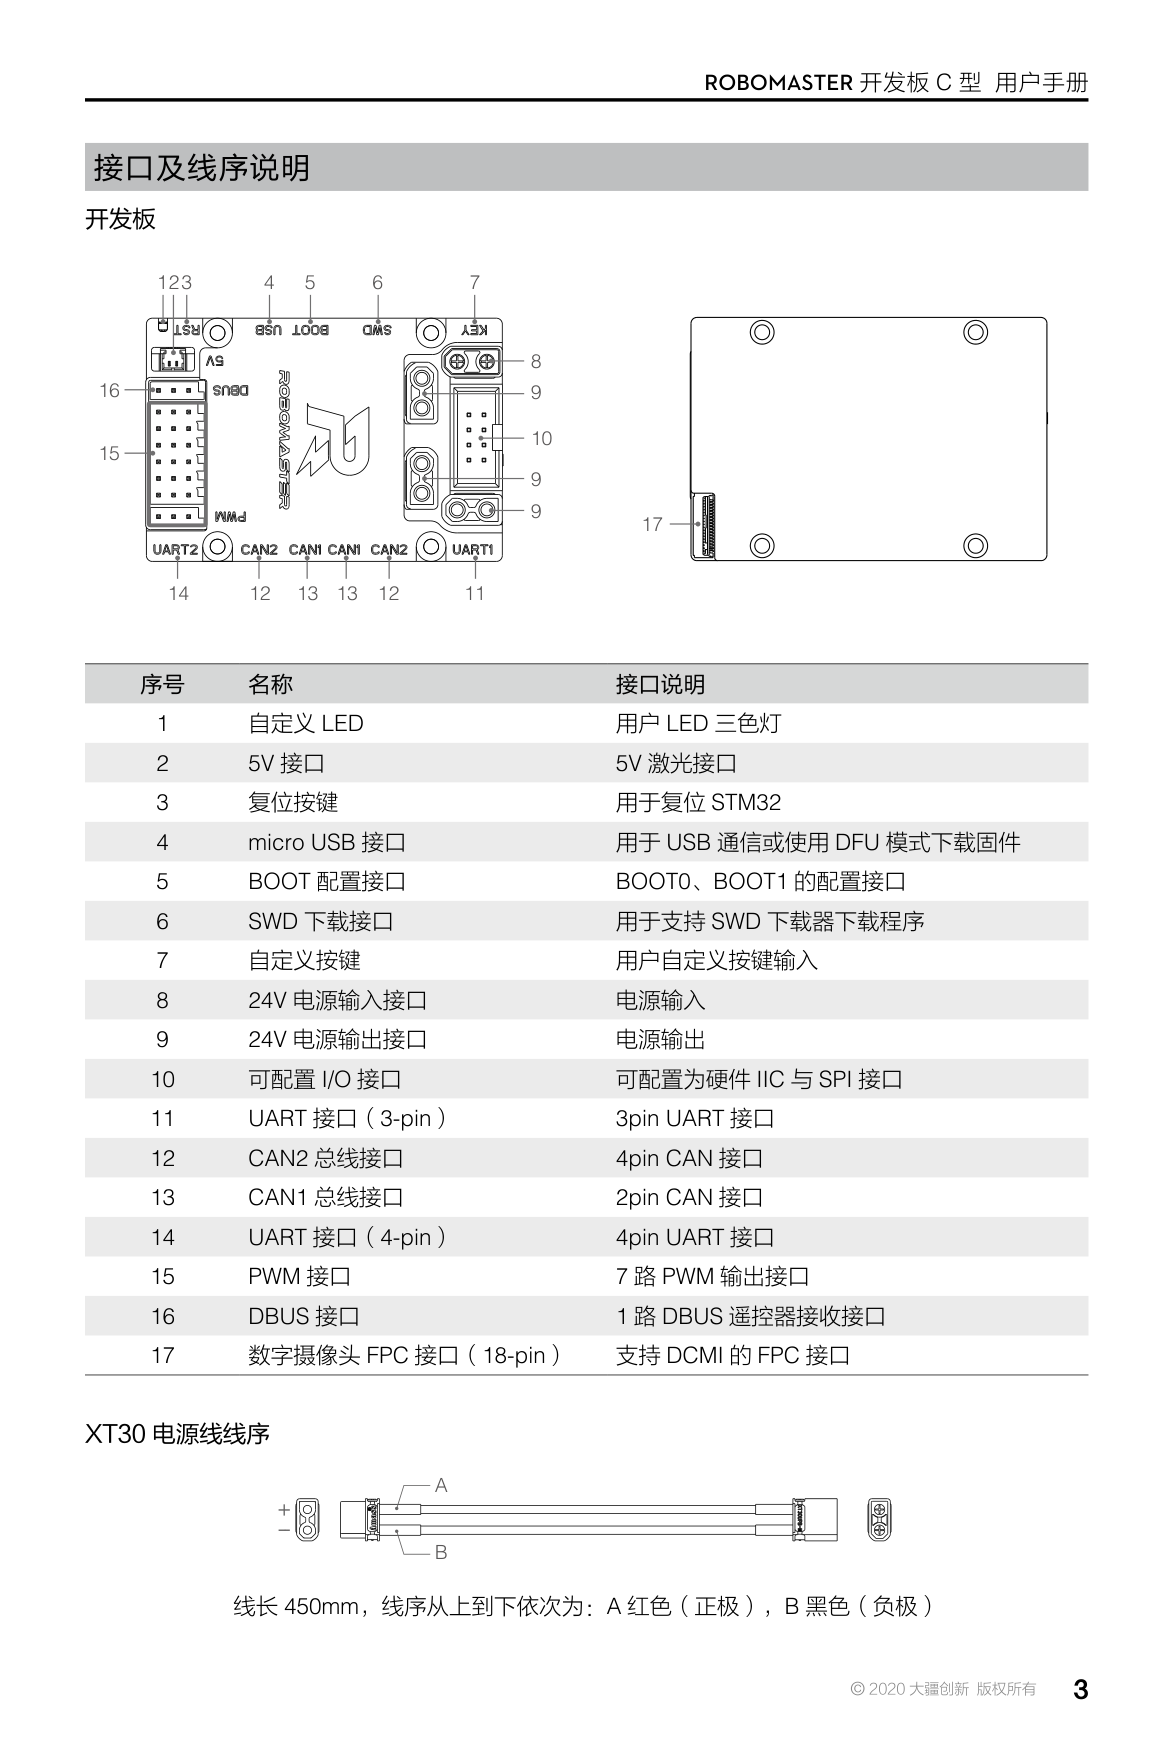 ROBOMASTER 开发板 C 型 用户手册
接口及线序说明
开发板
1 2 3 4 5 6 7
RST USB BOOT SWD KEY
5V
8
16 DBUS 9
ROBOMASTER
10
15
9
PWM 9
17
UART2 CAN2 CAN1 CAN1 CAN2 UART1
14 12 13 13 12 11
序号 名称 接口说明
1 自定义 LED 用户 LED 三色灯
2 5V 接口 5V 激光接口
3 复位按键 用于复位 STM32
4 micro USB 接口 用于 USB 通信或使用 DFU 模式下载固件
5 BOOT 配置接口 BOOT0、BOOT1 的配置接口
6 SWD 下载接口 用于支持 SWD 下载器下载程序
7 自定义按键 用户自定义按键输入
8 24V 电源输入接口 电源输入
9 24V 电源输出接口 电源输出
10 可配置 I/O 接口 可配置为硬件 IIC 与 SPI 接口
11 UART 接口（3-pin） 3pin UART 接口
12 CAN2 总线接口 4pin CAN 接口
13 CAN1 总线接口 2pin CAN 接口
14 UART 接口（4-pin） 4pin UART 接口
15 PWM 接口 7 路 PWM 输出接口
16 DBUS 接口 1 路 DBUS 遥控器接收接口
17 数字摄像头 FPC 接口（18-pin） 支持 DCMI 的 FPC 接口
XT30 电源线线序
A
+
−
B
线长 450mm，线序从上到下依次为：A 红色（正极），B 黑色（负极）
© 2020 大疆创新 版权所有 3